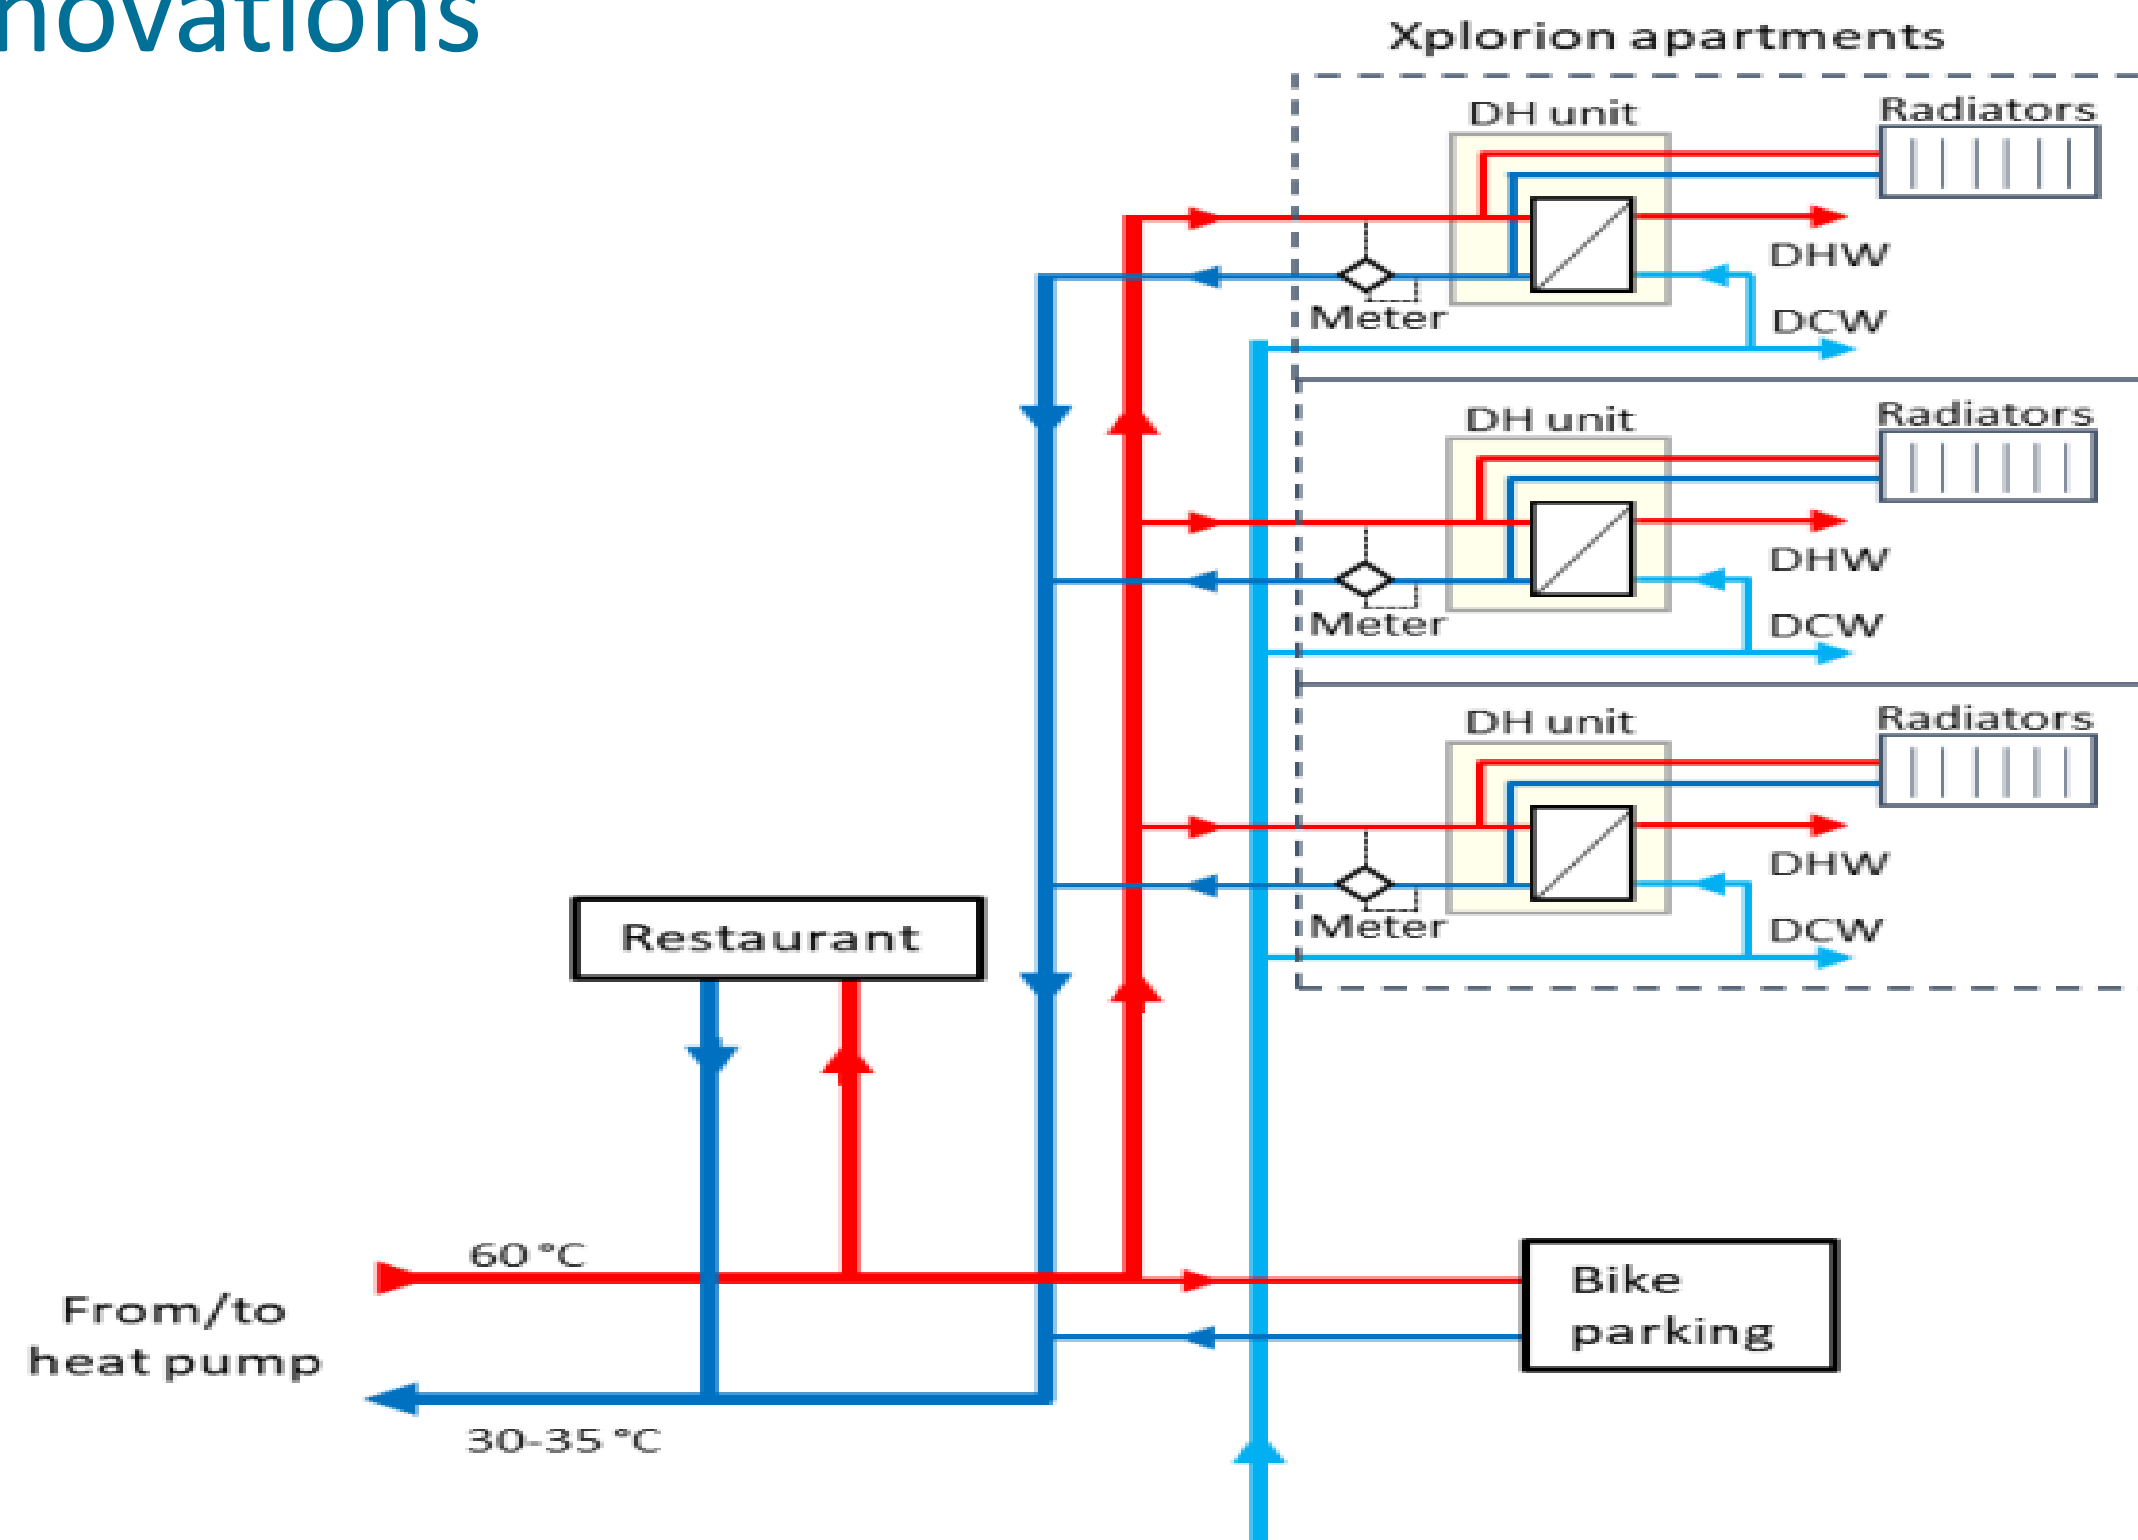 novations
Xplorion apartments
DH unit
Radiators
DHW
Meter
DCW
DH unit
Radiators
DHW
Meter
DCW
DH unit
Radiators
DHW
Meter
DCW
Restaurant
60 °C
From/to
heat pump
30-35 °C
Bike
parking